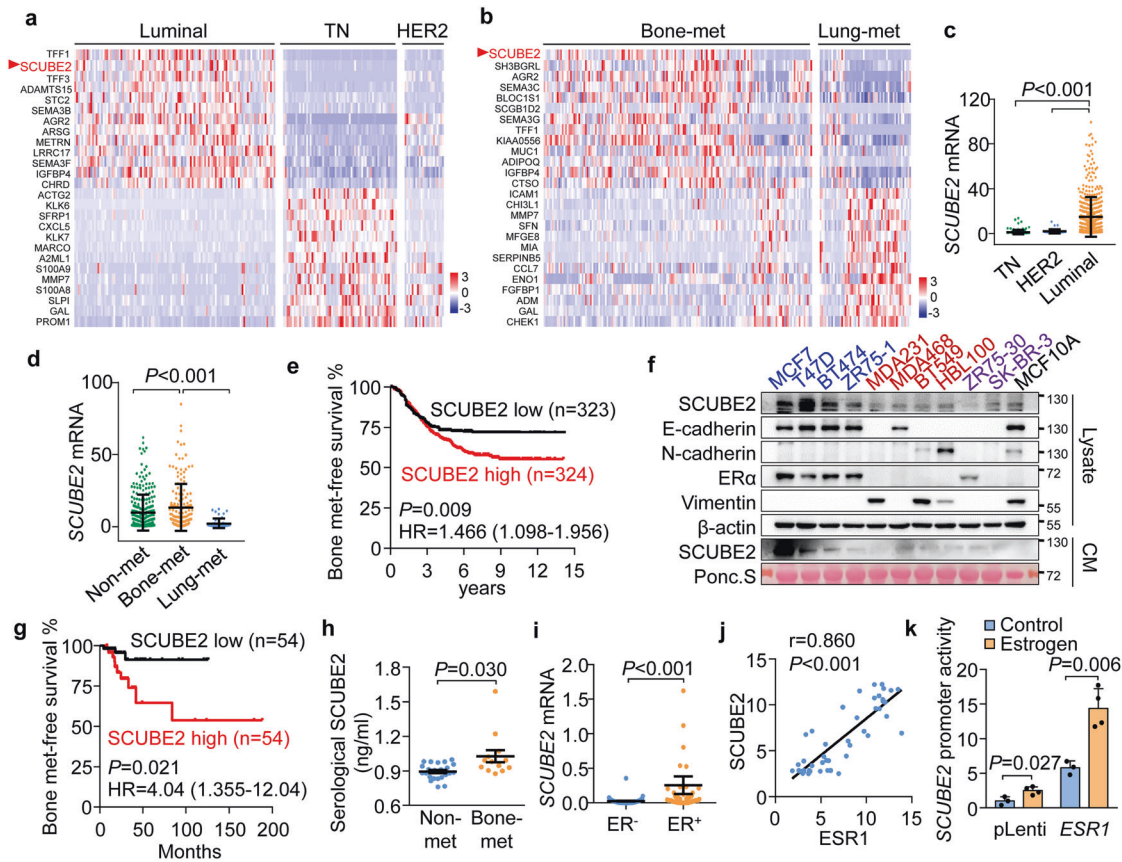 a
Luminal TN HER2
TFF1
SCUBE2
TFF3
ADAMTS15
STC2
SEMA3B
AGR2
ARSG
METRN
LRRC17
SEMA3F
IGFBP4
CHRD
ACTG2
KLK6
SFRP1
CXCL5
KLK7
MARCO
A2ML1
S100A9
MMP7
S100A8
SLPI
GAL
PROM1
3
0
-3
b
Bone-met Lung-met
SCUBE2
SH3BGRL
AGR2
SEMA3C
BLOC1S1
SCGB1D2
SEMA3G
TFF1
KIAA0556
MUC1
ADIPOQ
IGFBP4
CTSO
ICAM1
CHI3L1
MMP7
SFN
MFGE8
MIA
SERPINB5
CCL7
ENO1
FGFBP1
ADM
GAL
CHEK1
3
0
-3
c
P<0.001
SCUBE2 mRNA
120
80
40
0
TN
HER2
Luminal
d
P<0.001
SCUBE2 mRNA
100
50
0
Non-met
Bone-met
Lung-met
e
Bone met-free survival %
100
75
50
25
0
SCUBE2 low (n=323)
SCUBE2 high (n=324)
P=0.009
HR=1.466 (1.098-1.956)
0 3 6 9 12 15
years
f
MCF7
T47D
BT474
ZR75-1
MDA231
MDA468
BT549
HBL100
ZR75-30
SK-BR-3
MCF10A
SCUBE2 130
E-cadherin 130
N-cadherin 130
ERα 72
Vimentin 55
β-actin 55
Lysate
SCUBE2 130
Ponc.S 72
CM
g
Bone met-free survival %
100
75
50
25
0
SCUBE2 low (n=54)
SCUBE2 high (n=54)
P=0.021
HR=4.04 (1.355-12.04)
0 50 100 150 200
Months
h
P=0.030
Serological SCUBE2
(ng/ml)
1.8
1.5
1.2
0.9
0.6
Non-
met
Bone-
met
i
P<0.001
SCUBE2 mRNA
2.0
1.5
1.0
0.5
0.0
ER-
ER+
j
r=0.860
P<0.001
SCUBE2
15
10
5
0
0 5 10 15
ESR1
k
Control
Estrogen
P=0.006
P=0.027
SCUBE2 promoter activity
20
15
10
5
0
pLenti ESR1